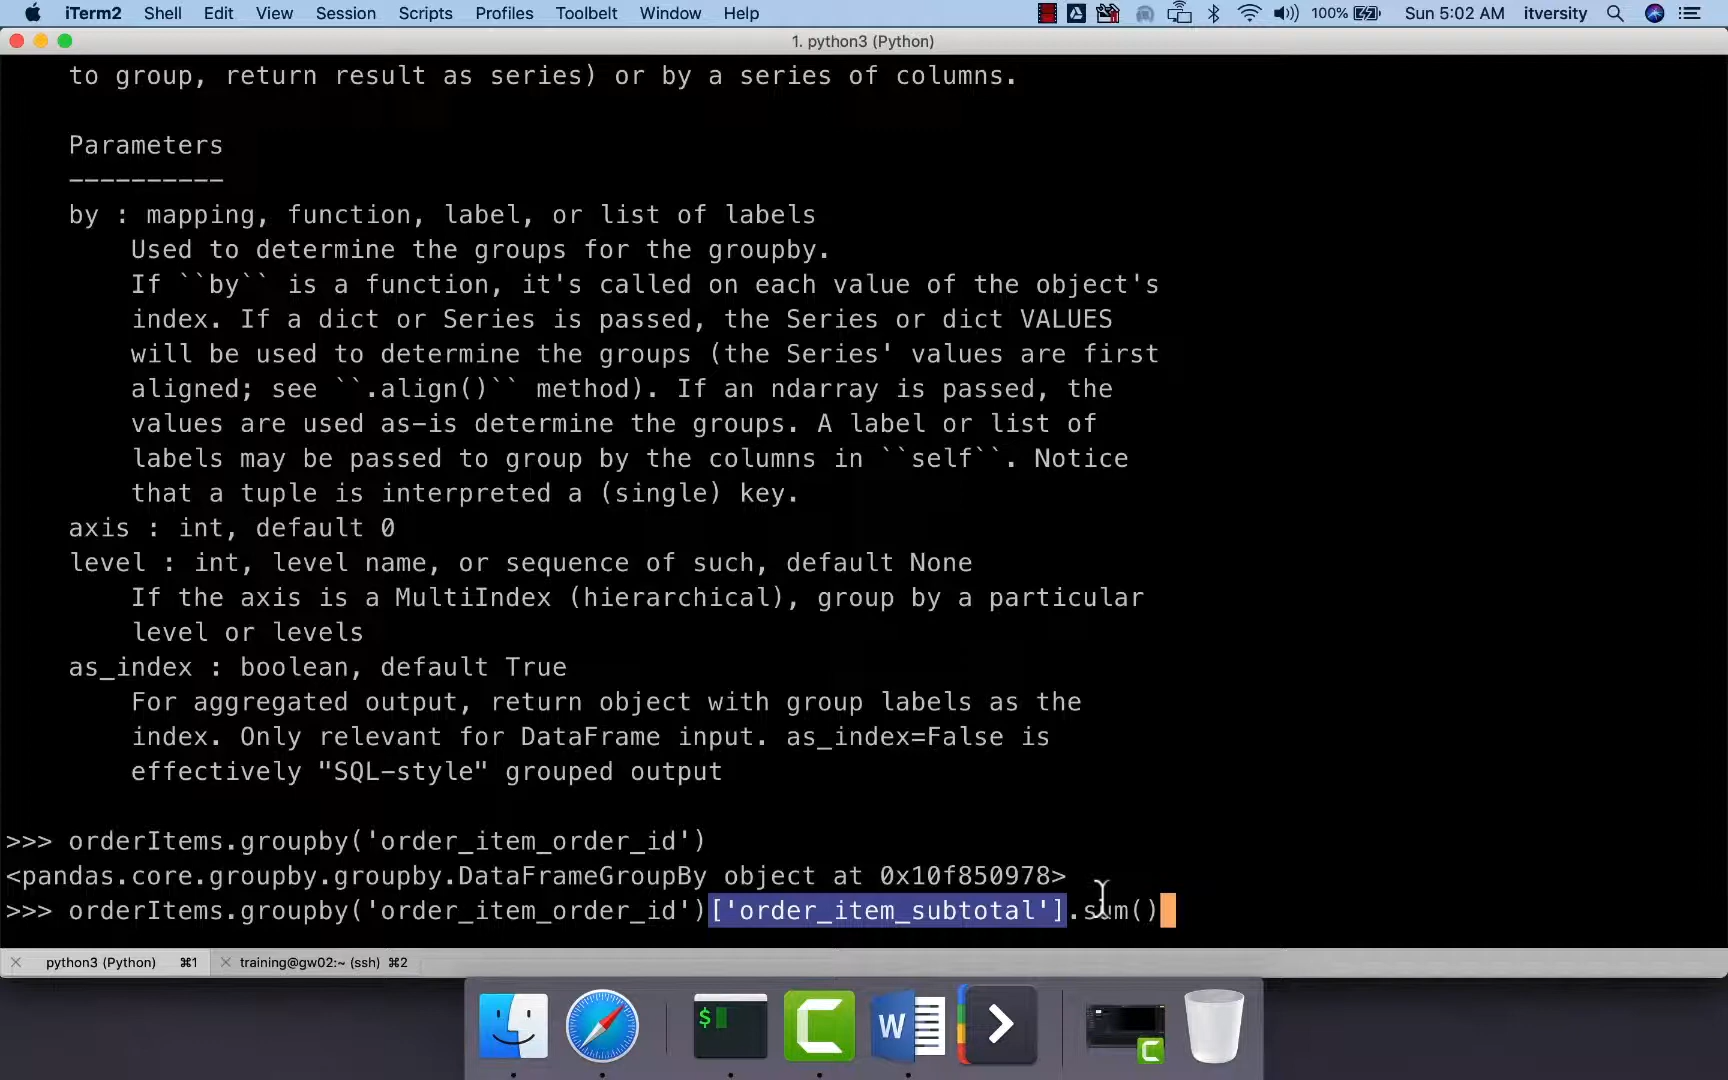 iTerm2 Shell Edit View Session Scripts Profiles Toolbelt Window Help 100% Sun 5:02 AM itversity
1. python3 (Python)
to group, return result as series) or by a series of columns.
Parameters
----------
by : mapping, function, label, or list of labels
Used to determine the groups for the groupby.
If ``by`` is a function, it's called on each value of the object's
index. If a dict or Series is passed, the Series or dict VALUES
will be used to determine the groups (the Series' values are first
aligned; see ``.align()`` method). If an ndarray is passed, the
values are used as-is determine the groups. A label or list of
labels may be passed to group by the columns in ``self``. Notice
that a tuple is interpreted a (single) key.
axis : int, default 0
level : int, level name, or sequence of such, default None
If the axis is a MultiIndex (hierarchical), group by a particular
level or levels
as_index : boolean, default True
For aggregated output, return object with group labels as the
index. Only relevant for DataFrame input. as_index=False is
effectively "SQL-style" grouped output
>>> orderItems.groupby('order_item_order_id')
<pandas.core.groupby.groupby.DataFrameGroupBy object at 0x10f850978>
>>> orderItems.groupby('order_item_order_id')['order_item_subtotal'].sum()
python3 (Python) ⌘1 training@gw02:~ (ssh) ⌘2
$ C W C